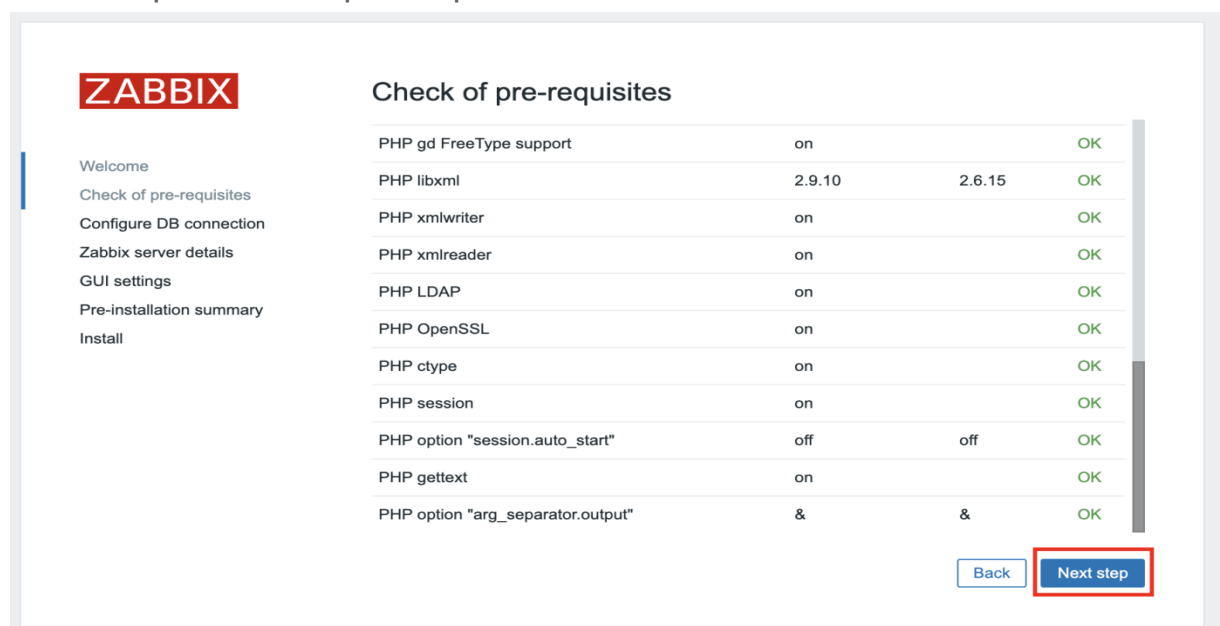 ZABBIX
Check of pre-requisites
Welcome
Check of pre-requisites
Configure DB connection
Zabbix server details
GUI settings
Pre-installation summary
Install
PHP gd FreeType support on OK
PHP libxml 2.9.10 2.6.15 OK
PHP xmlwriter on OK
PHP xmlreader on OK
PHP LDAP on OK
PHP OpenSSL on OK
PHP ctype on OK
PHP session on OK
PHP option "session.auto_start" off off OK
PHP gettext on OK
PHP option "arg_separator.output" & & OK
Back Next step